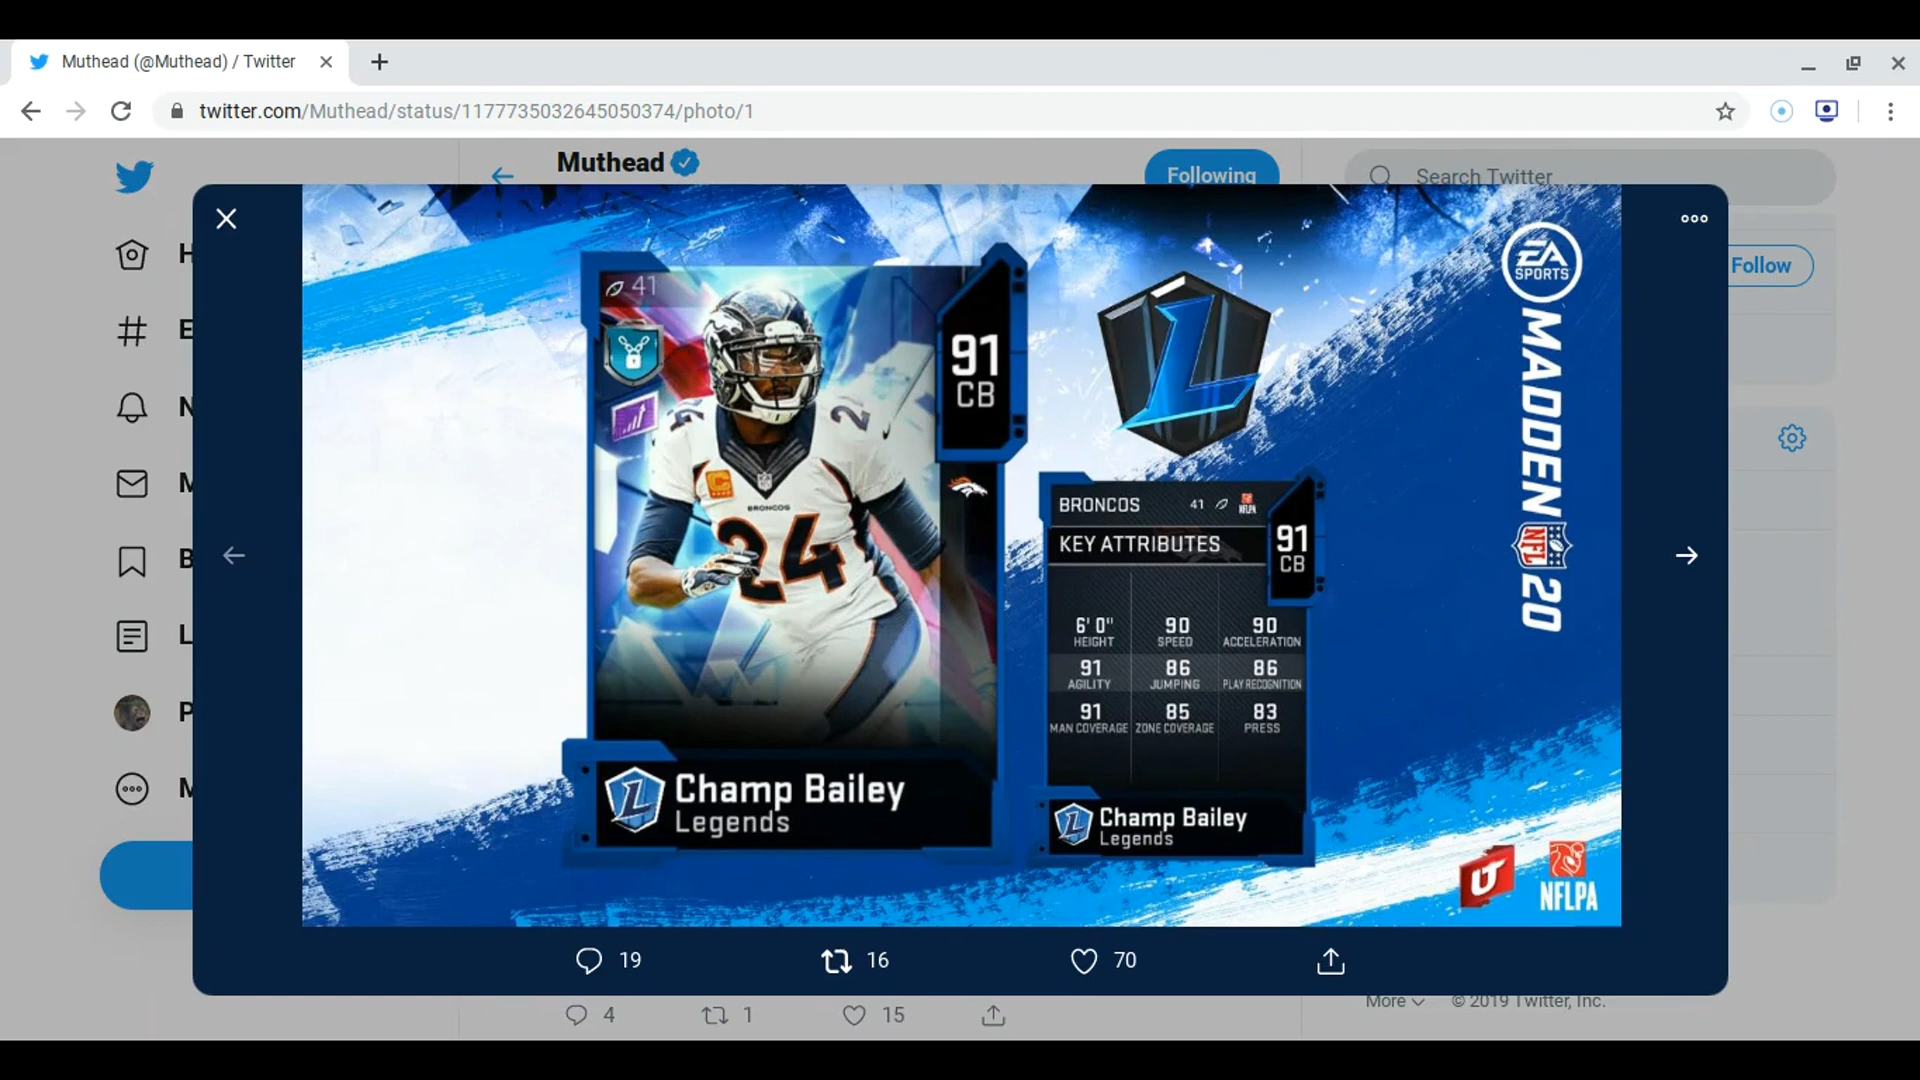 Muthead (@Muthead) / Twitter
twitter.com/Muthead/status/1177735032645050374/photo/1
Muthead
Following
Search Twitter
H
E
N
M
B
L
P
M
Follow
41
91
CB
BRONCOS
24
Champ Bailey
Legends
BRONCOS 41 NFLPA
KEY ATTRIBUTES
91
CB
6' 0" 90 90
HEIGHT SPEED ACCELERATION
91 86 86
AGILITY JUMPING PLAY RECOGNITION
91 85 83
MAN COVERAGE ZONE COVERAGE PRESS
Champ Bailey
Legends
EA
SPORTS
MADDEN
NFL
20
UT
NFLPA
19 16 70
4 1 15
More © 2019 Twitter, Inc.